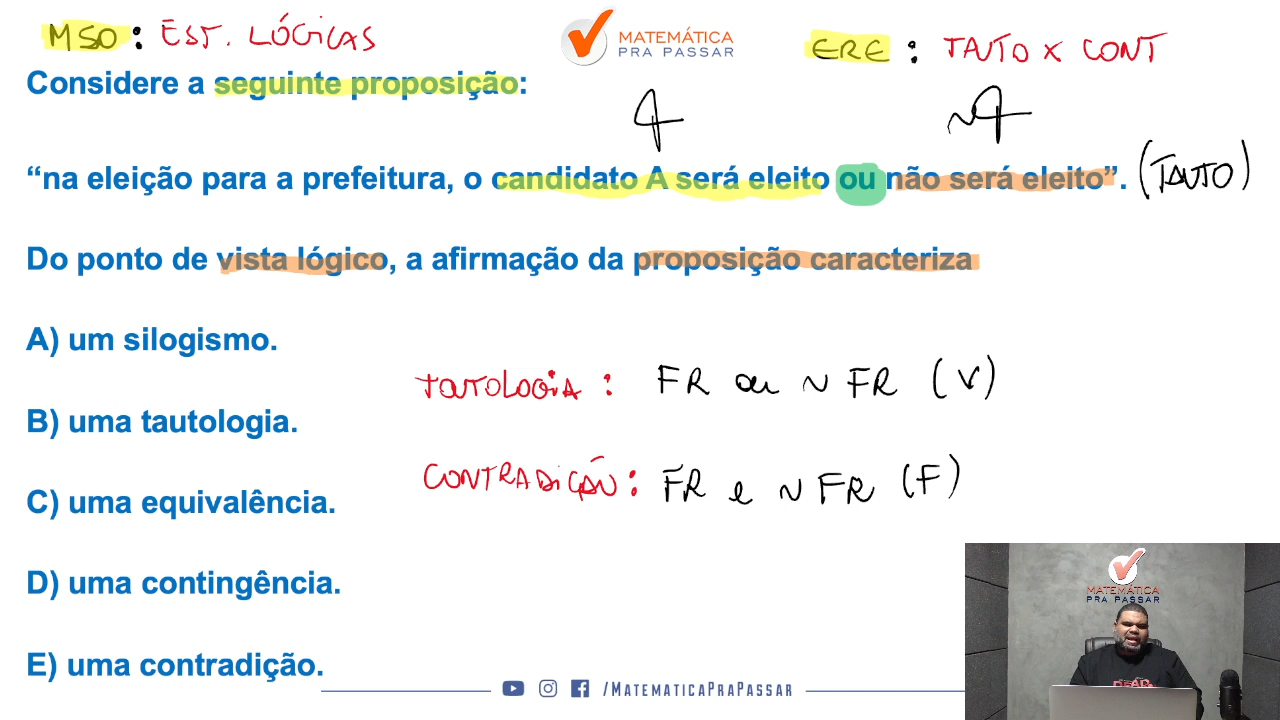 MSO: EST. LÓGICAS
MATEMÁTICA
PRA PASSAR
ERE: TAUTO X CONT
Considere a seguinte proposição:
A
~A
“na eleição para a prefeitura, o candidato A será eleito ou não será eleito”. (TAUTO)
Do ponto de vista lógico, a afirmação da proposição caracteriza
A) um silogismo.
TAUTOLOGIA: FR ou ~FR (V)
B) uma tautologia.
CONTRADIÇÃO: FR e ~FR (F)
C) uma equivalência.
D) uma contingência.
E) uma contradição.
MATEMÁTICA
PRA PASSAR
/MATEMATICAPRAPASSAR